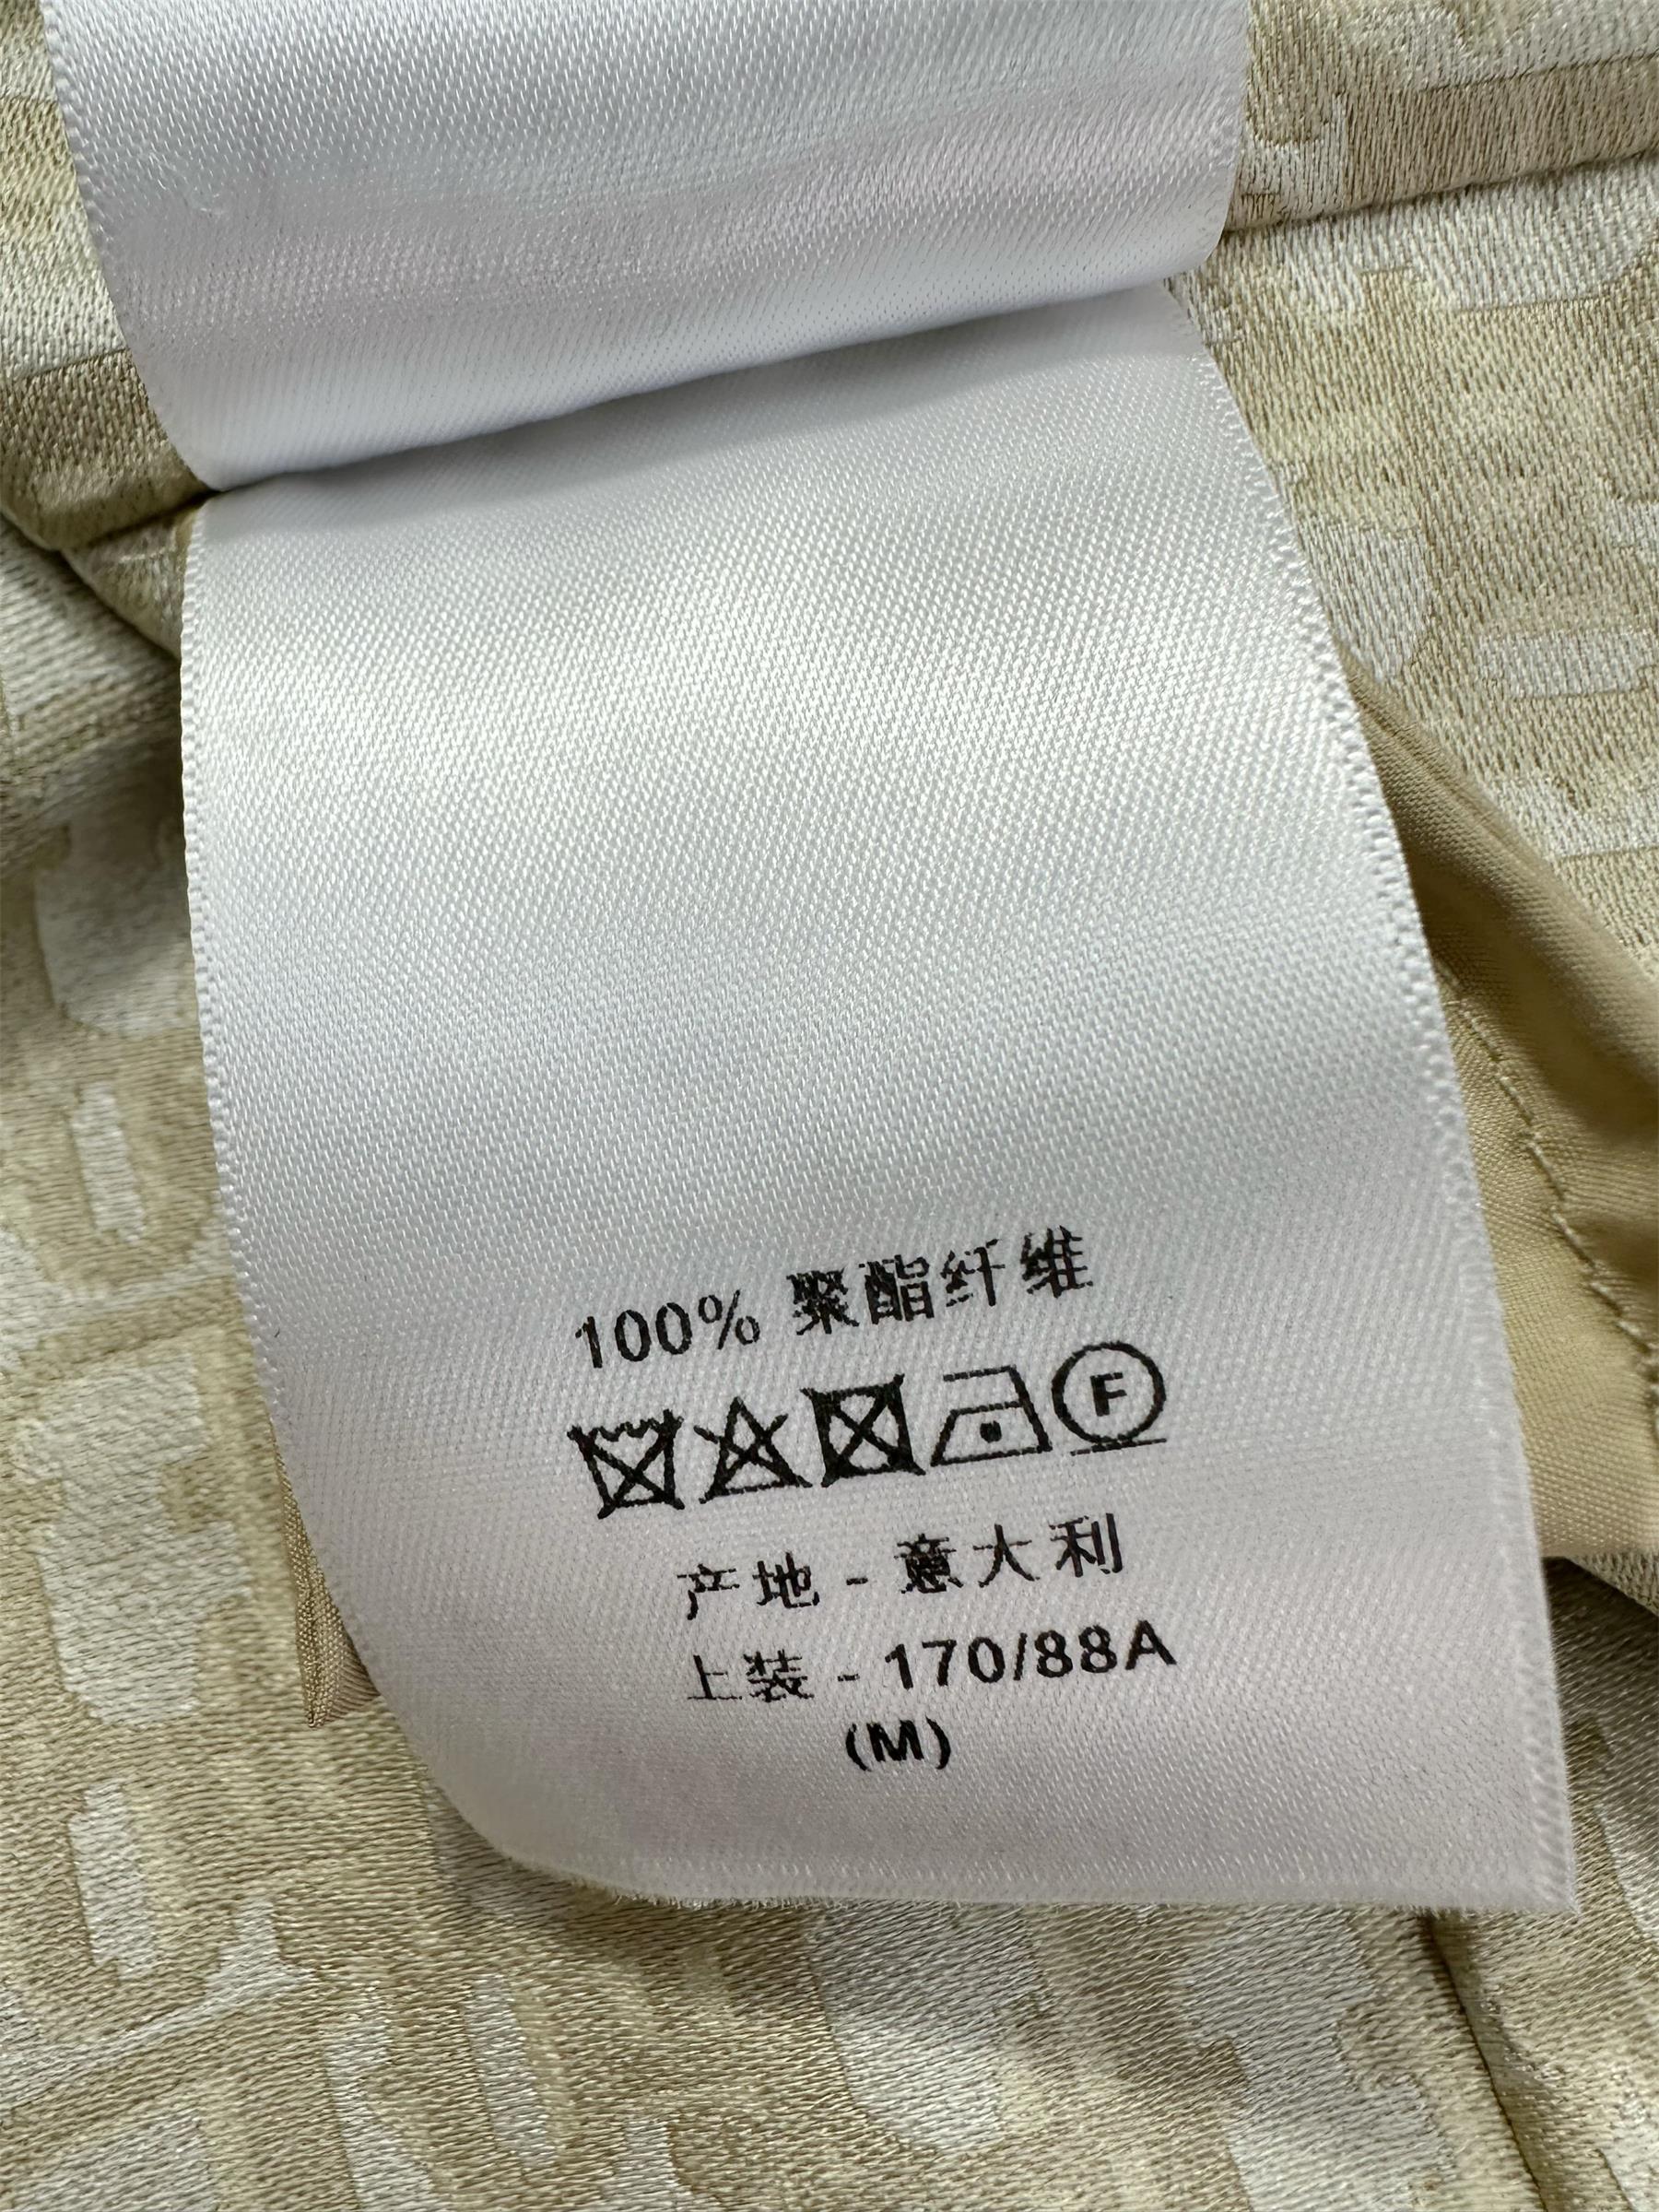 100% 聚酯纤维
F
产地 - 意大利
上装 - 170/88A
(M)